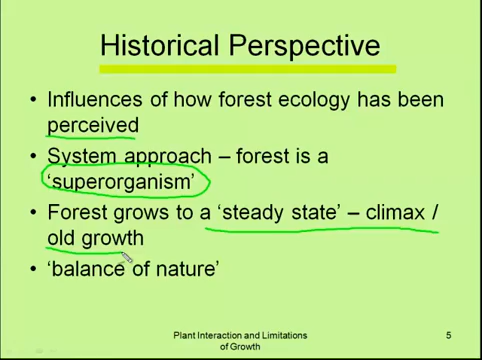 Historical Perspective
• Influences of how forest ecology has been
perceived
• System approach – forest is a
‘superorganism’
• Forest grows to a ‘steady state’ – climax /
old growth
• ‘balance of nature’
Plant Interaction and Limitations
of Growth
5